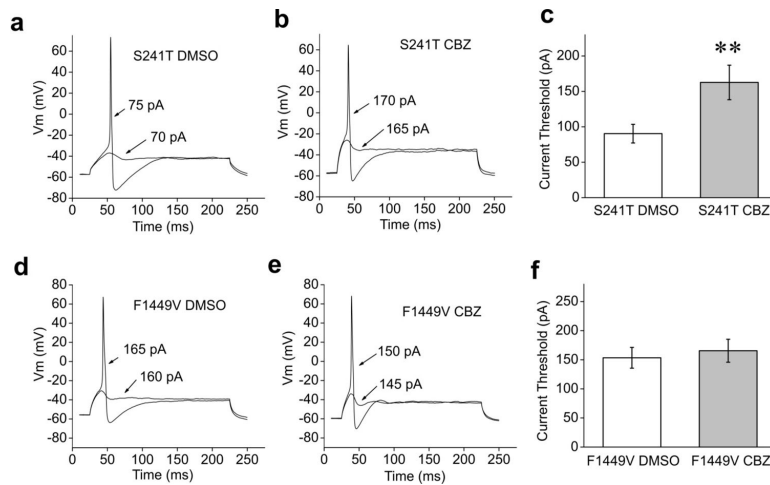 a
S241T DMSO
75 pA
70 pA
Vm (mV)
60
40
20
0
-20
-40
-60
-80
0 50 100 150 200 250
Time (ms)
b
S241T CBZ
170 pA
165 pA
Vm (mV)
60
40
20
0
-20
-40
-60
-80
0 50 100 150 200 250
Time (ms)
c
**
Current Threshold (pA)
200
150
100
50
0
S241T DMSO S241T CBZ
d
F1449V DMSO
165 pA
160 pA
Vm (mV)
60
40
20
0
-20
-40
-60
-80
0 50 100 150 200 250
Time (ms)
e
F1449V CBZ
150 pA
145 pA
Vm (mV)
60
40
20
0
-20
-40
-60
-80
0 50 100 150 200 250
Time (ms)
f
Current Threshold (pA)
250
200
150
100
50
0
F1449V DMSO F1449V CBZ